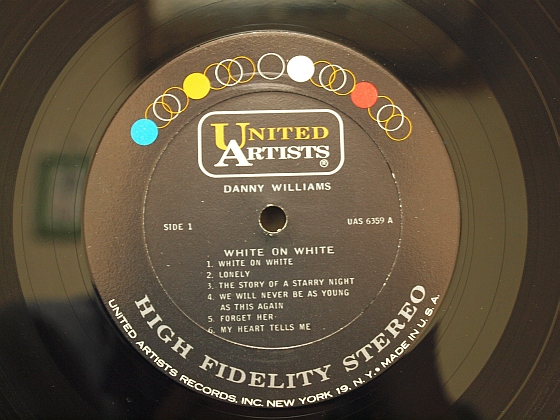 UNITED
ARTISTS®
DANNY WILLIAMS
SIDE 1
UAS 6359 A
WHITE ON WHITE
1. WHITE ON WHITE
2. LONELY
3. THE STORY OF A STARRY NIGHT
4. WE WILL NEVER BE AS YOUNG
AS THIS AGAIN
5. FORGET HER
6. MY HEART TELLS ME
HIGH FIDELITY STEREO
UNITED ARTISTS RECORDS, INC. NEW YORK 19, N.Y. • MADE IN U.S.A.